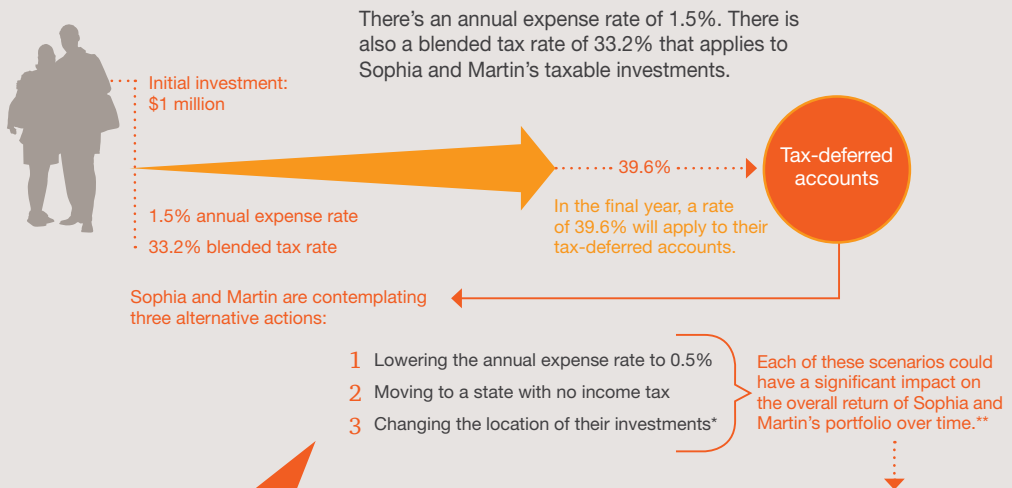 There's an annual expense rate of 1.5%. There is
also a blended tax rate of 33.2% that applies to
Sophia and Martin's taxable investments.
Initial investment:
$1 million
39.6%
Tax-deferred
accounts
1.5% annual expense rate
33.2% blended tax rate
In the final year, a rate
of 39.6% will apply to their
tax-deferred accounts.
Sophia and Martin are contemplating
three alternative actions:
1 Lowering the annual expense rate to 0.5%
2 Moving to a state with no income tax
3 Changing the location of their investments*
Each of these scenarios could
have a significant impact on
the overall return of Sophia and
Martin's portfolio over time.**